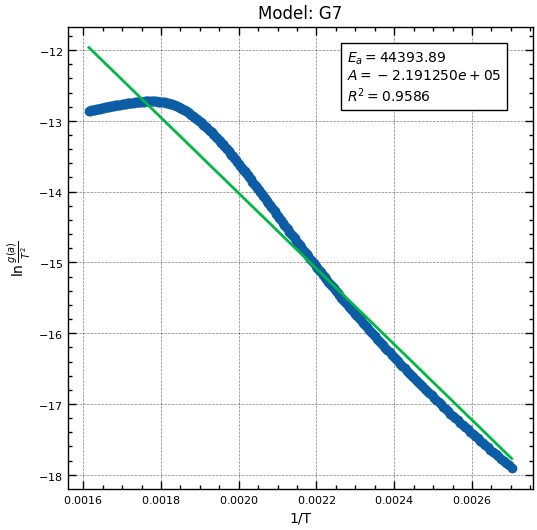 Model: G7
E_a = 44393.89
A = −2.191250e + 05
R² = 0.9586
ln g(a)/T²
−12
−13
−14
−15
−16
−17
−18
0.0016 0.0018 0.0020 0.0022 0.0024 0.0026
1/T